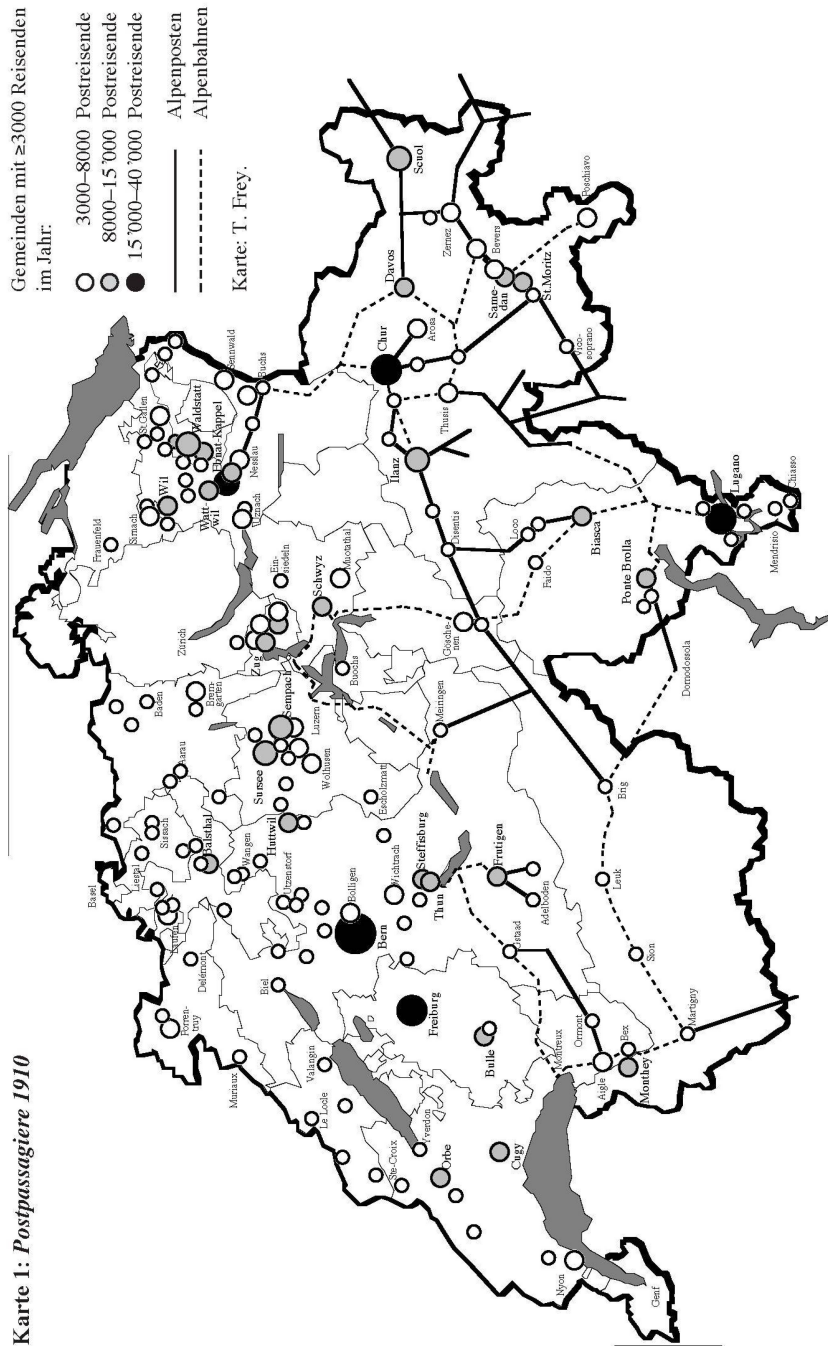 Karte 1: Postpassagiere 1910
Gemeinden mit ≥3000 Reisenden
im Jahr:
3000–8000 Postreisende
8000–15’000 Postreisende
15’000–40’000 Postreisende
Alpenposten
Alpenbahnen
Karte: T. Frey.
Basel
Liestal
Sissach
Laufen
Delémont
Porrentruy
Muriaux
Aarau
Baden
Brem-
garten
Balsthal
Wangen
Utzenstorf
Huttwil
Biel
Valangin
Le Locle
Ste-Croix
Yverdon
Orbe
Cugy
Nyon
Genf
Bern
Bolligen
Freiburg
Bulle
Wichtrach
Steffisburg
Thun
Frutigen
Adelboden
Gstaad
Montreux
Ormont
Aigle
Bex
Monthey
Martigny
Sion
Leuk
Brig
Domodossola
Escholzmatt
Wolhusen
Luzern
Sempach
Sursee
Meiringen
Zürich
Zug
Ein-
siedeln
Schwyz
Muotathal
Buochs
Gösche-
nen
Frauenfeld
Sirnach
Wil
Watt-
wil
Uznach
St.Gallen
Waldstatt
Ebnat-Kappel
Nesslau
Sennwald
Buchs
Chur
Arosa
Davos
Scuol
Zernez
Bevers
Same-
dan
St.Moritz
Poschiavo
Vico-
soprano
Thusis
Ilanz
Disentis
Loco
Faido
Biasca
Ponte Brolla
Lugano
Mendrisso
Chiasso